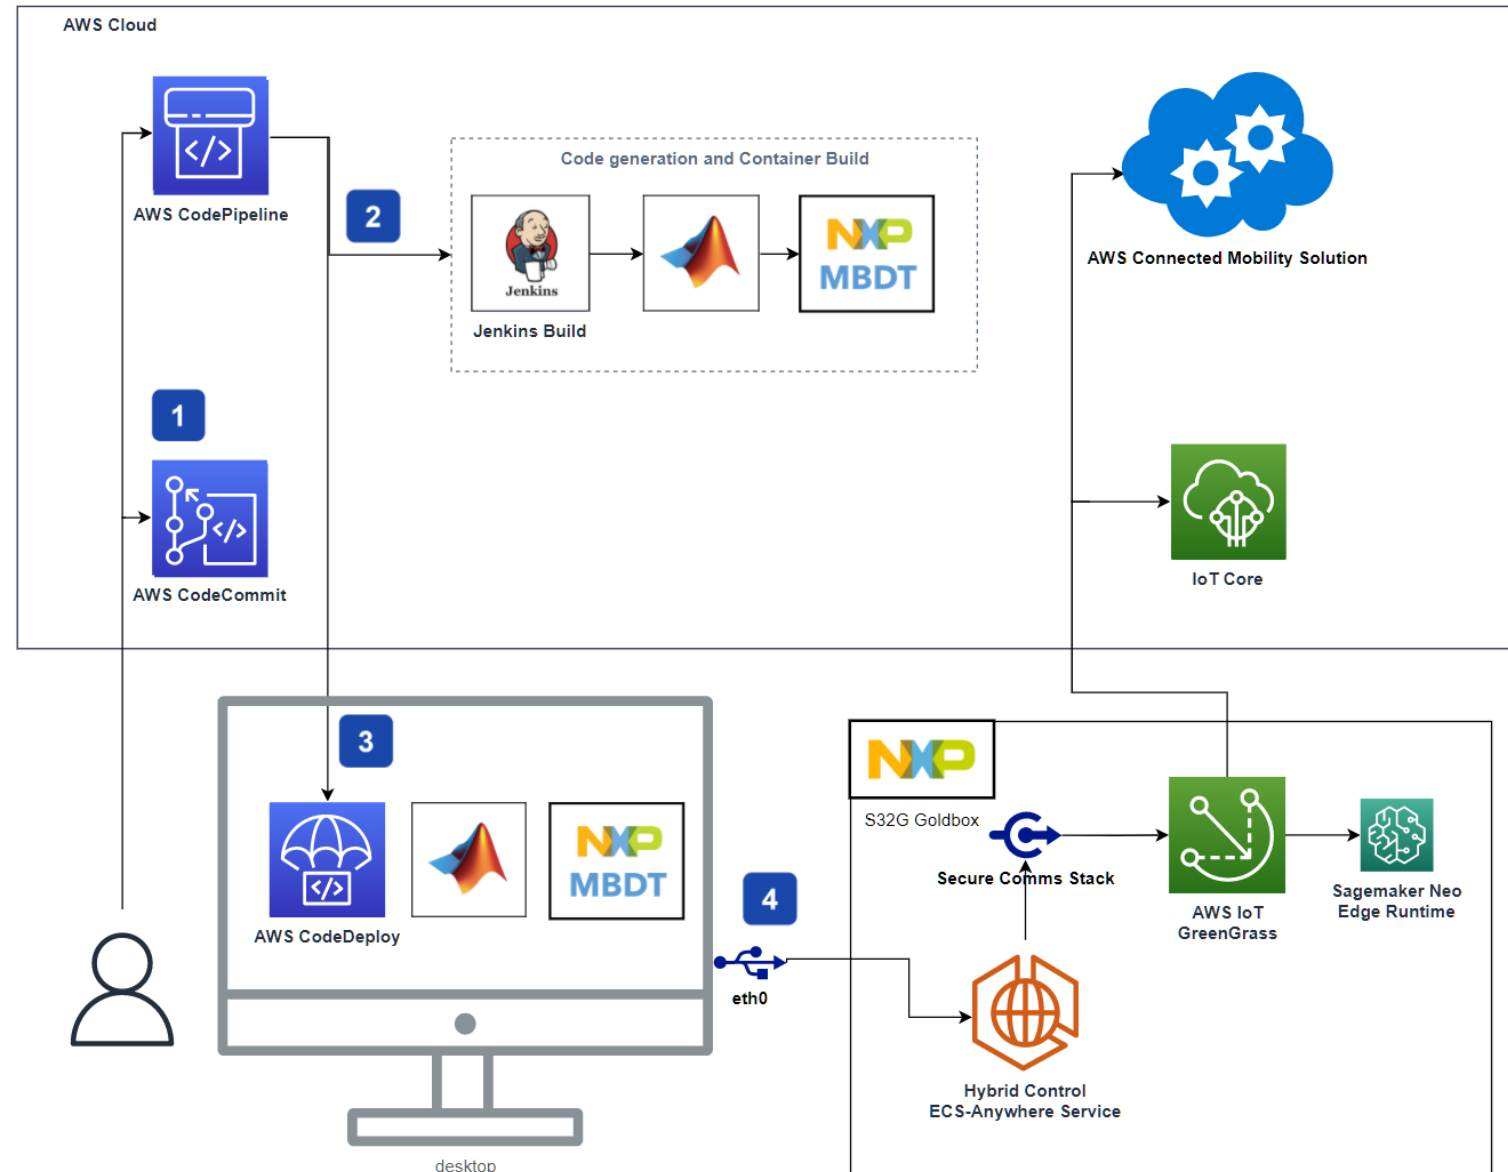 AWS Cloud
AWS CodePipeline
2
Code generation and Container Build
Jenkins
Jenkins Build
NXP
MBDT
AWS Connected Mobility Solution
1
AWS CodeCommit
IoT Core
3
AWS CodeDeploy
NXP
MBDT
4
eth0
desktop
NXP
S32G Goldbox
Secure Comms Stack
AWS IoT
GreenGrass
Sagemaker Neo
Edge Runtime
Hybrid Control
ECS-Anywhere Service